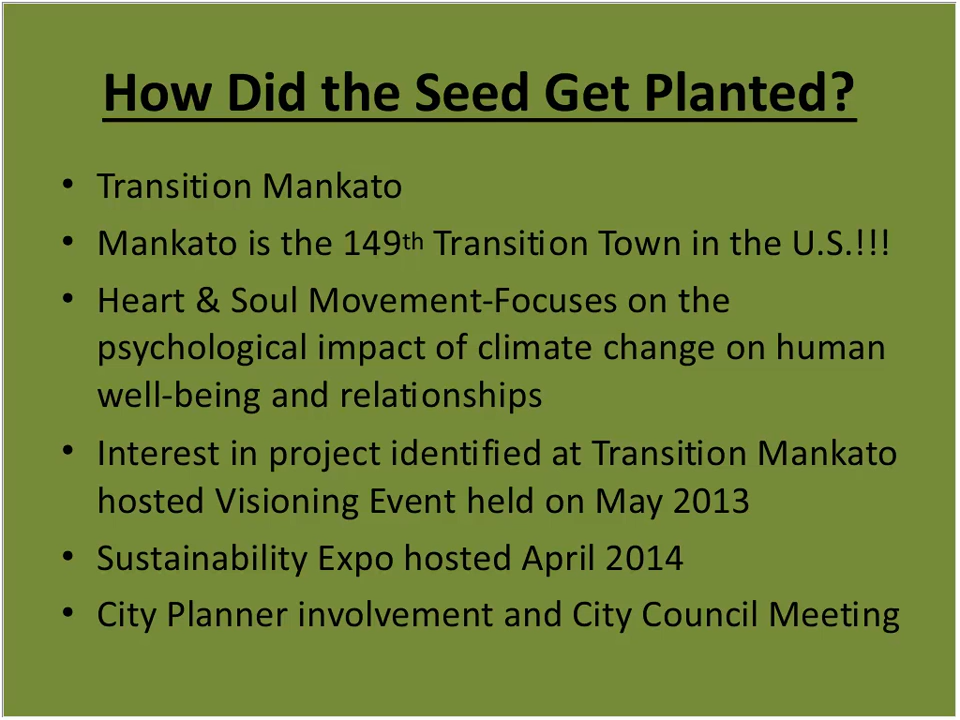 How Did the Seed Get Planted?
• Transition Mankato
• Mankato is the 149th Transition Town in the U.S.!!!
• Heart & Soul Movement-Focuses on the
psychological impact of climate change on human
well-being and relationships
• Interest in project identified at Transition Mankato
hosted Visioning Event held on May 2013
• Sustainability Expo hosted April 2014
• City Planner involvement and City Council Meeting